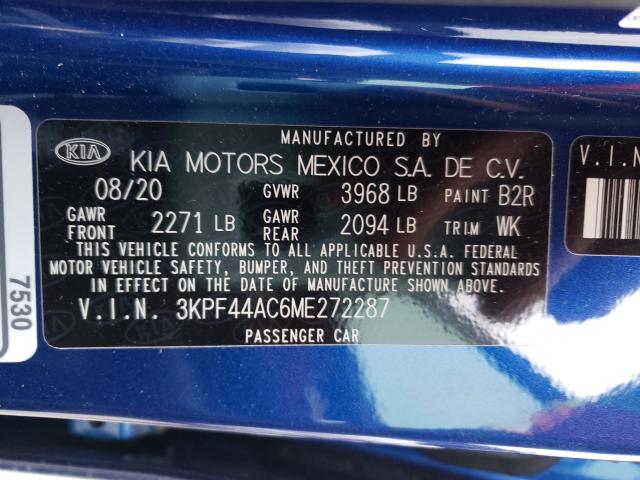 MANUFACTURED BY
KIA KIA MOTORS MEXICO S.A. DE C.V.
08/20 GVWR 3968 LB PAINT B2R
GAWR FRONT 2271 LB GAWR REAR 2094 LB TRIM WK
THIS VEHICLE CONFORMS TO ALL APPLICABLE U.S.A. FEDERAL
MOTOR VEHICLE SAFETY, BUMPER, AND THEFT PREVENTION STANDARDS
IN EFFECT ON THE DATE OF MANUFACTURE SHOWN ABOVE.
V.I.N. 3KPF44AC6ME272287
PASSENGER CAR
7530
V.I.N